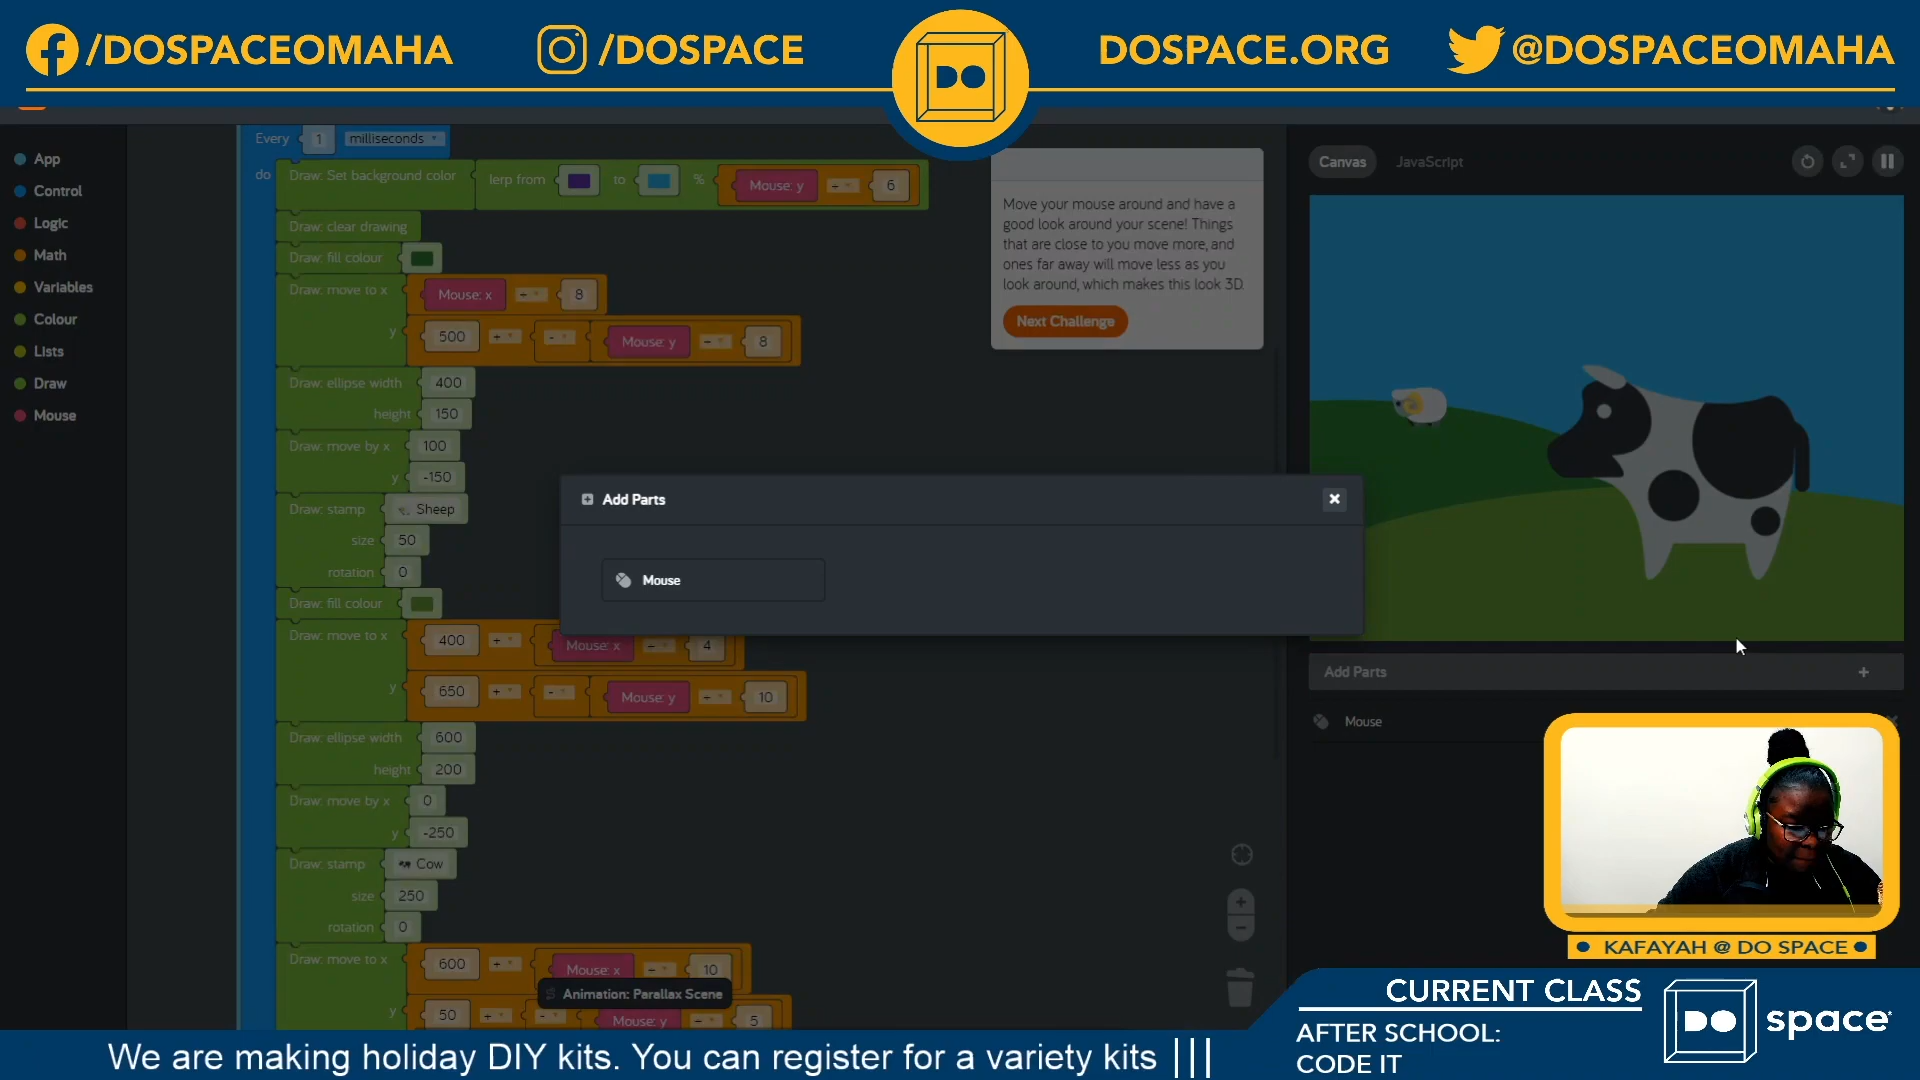 /DOSPACEOMAHA
/DOSPACE
DO
DOSPACE.ORG
@DOSPACEOMAHA
App
Control
Logic
Math
Variables
Colour
Lists
Draw
Mouse
Every 1 milliseconds
do Draw: Set background color lerp from to % Mouse: y ÷ 6
Draw: clear drawing
Draw: fill colour
Draw: move to x Mouse: x ÷ 8
y 500 + - Mouse: y ÷ 8
Draw: ellipse width 400
height 150
Draw: move by x 100
y -150
Draw: stamp Sheep
size 50
rotation 0
Draw: fill colour
Draw: move to x 400 + Mouse: x ÷ 4
y 650 + - Mouse: y ÷ 10
Draw: ellipse width 600
height 200
Draw: move by x 0
y -250
Draw: stamp Cow
size 250
rotation 0
Draw: move to x 600 + Mouse: x ÷ 10
y 50 + - Mouse: y ÷ 5
Animation: Parallax Scene
Move your mouse around and have a
good look around your scene! Things
that are close to you move more, and
ones far away will move less as you
look around, which makes this look 3D.
Next Challenge
Add Parts
Mouse
Canvas JavaScript
Add Parts +
Mouse
KAFAYAH @ DO SPACE
CURRENT CLASS
AFTER SCHOOL:
CODE IT
DO space
We are making holiday DIY kits. You can register for a variety kits |||